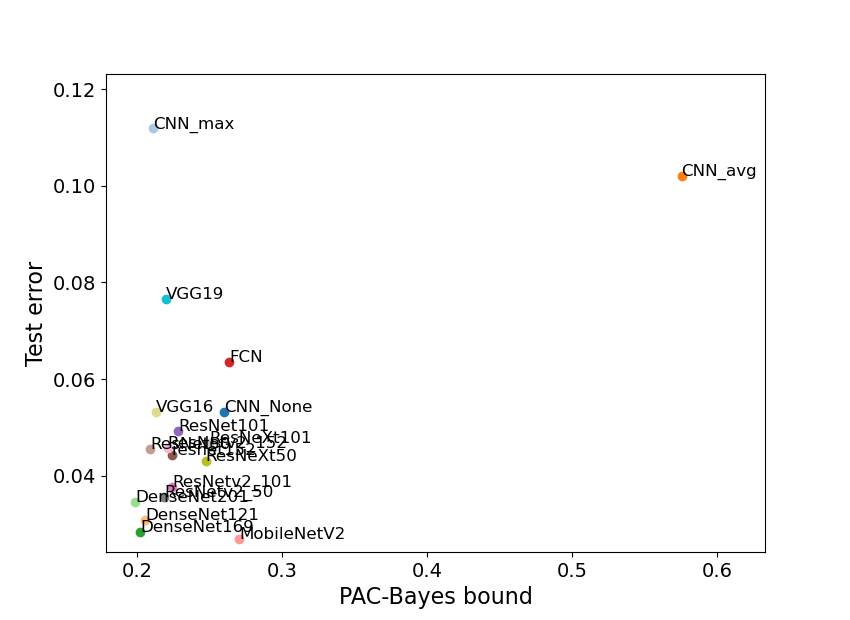 0.12
CNN_max
0.10
CNN_avg
0.08
VGG19
Test error
FCN
0.06
VGG16
CNN_None
ResNet101
ResNeXt101
resnet152
ResNeXt50
0.04
ResNetv2_101
ResNetv2_50
DenseNet201
DenseNet121
DenseNet169
MobileNetV2
0.2
0.3
0.4
0.5
0.6
PAC-Bayes bound